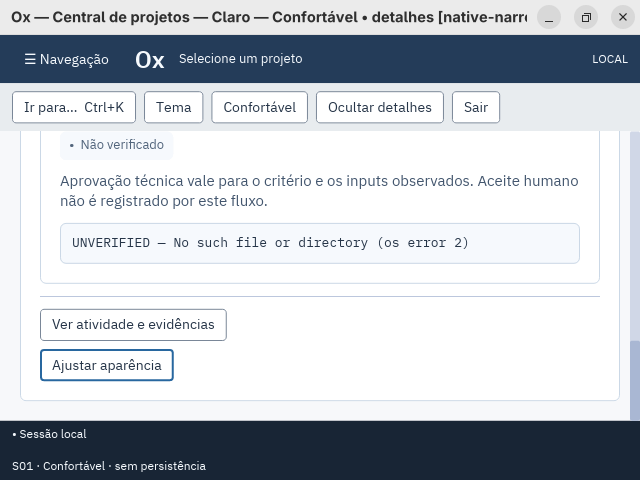 Ox — Central de projetos — Claro — Confortável • detalhes [native-narr
☰ Navegação Ox Selecione um projeto LOCAL
Ir para... Ctrl+K Tema Confortável Ocultar detalhes Sair
• Não verificado
Aprovação técnica vale para o critério e os inputs observados. Aceite humano
não é registrado por este fluxo.
UNVERIFIED — No such file or directory (os error 2)
Ver atividade e evidências
Ajustar aparência
• Sessão local
S01 · Confortável · sem persistência